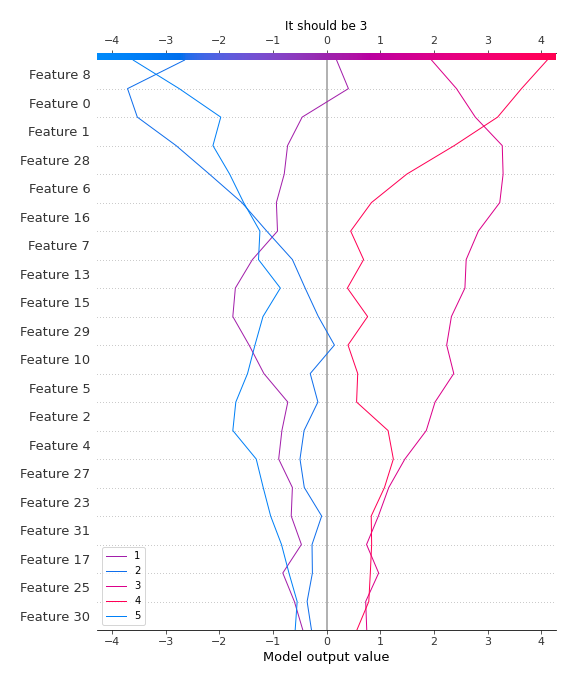 It should be 3
−4 −3 −2 −1 0 1 2 3 4
Feature 8
Feature 0
Feature 1
Feature 28
Feature 6
Feature 16
Feature 7
Feature 13
Feature 15
Feature 29
Feature 10
Feature 5
Feature 2
Feature 4
Feature 27
Feature 23
Feature 31
Feature 17
Feature 25
Feature 30
1
2
3
4
5
−4 −3 −2 −1 0 1 2 3 4
Model output value